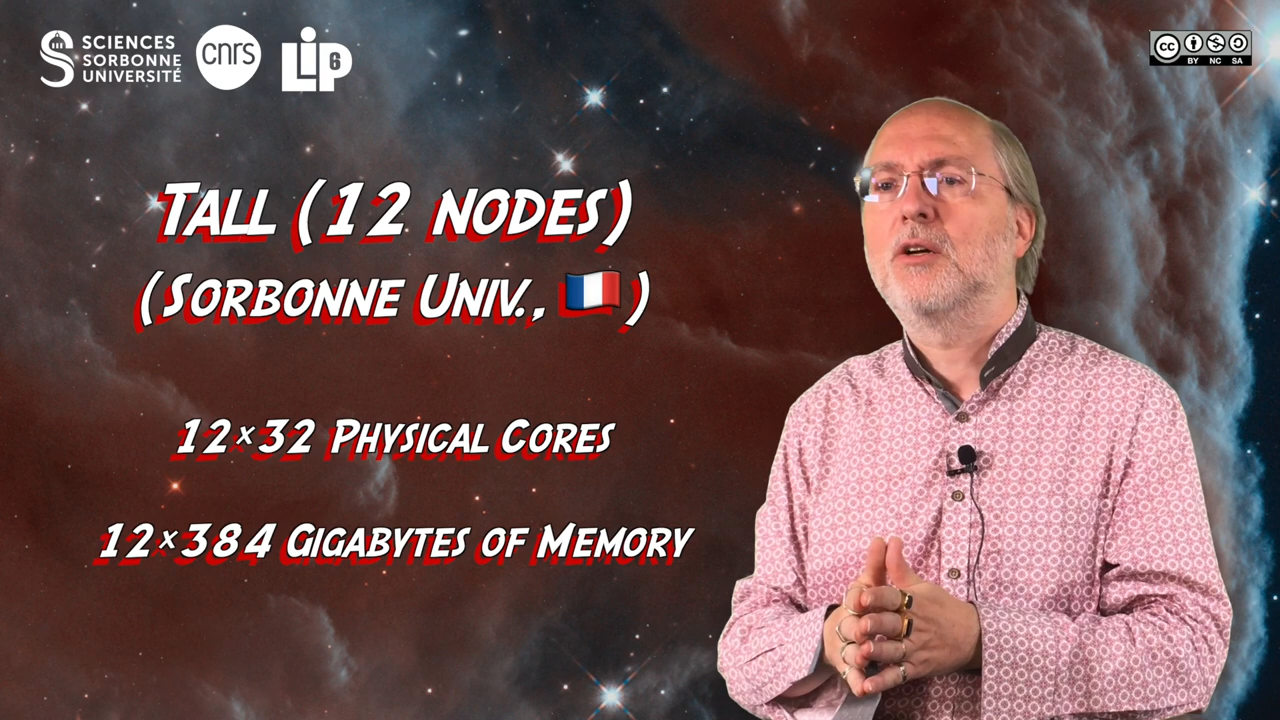 SCIENCES
SORBONNE
UNIVERSITÉ
cnrs
LIP6
cc BY NC SA
TALL (12 NODES)
(SORBONNE UNIV., 🇫🇷)
12×32 PHYSICAL CORES
12×384 GIGABYTES OF MEMORY